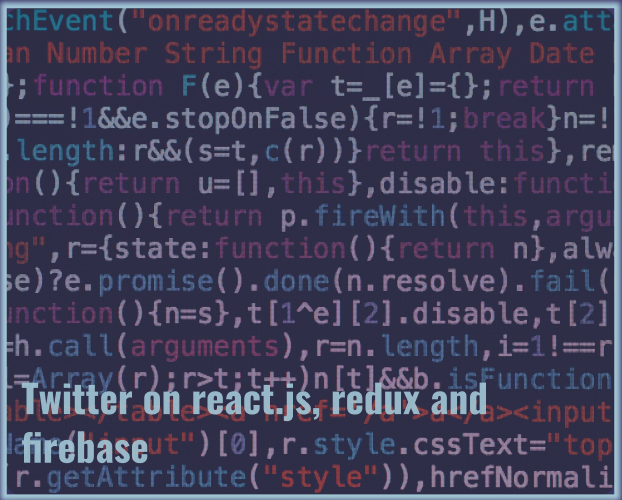 chEvent("onreadystatechange",H),e.att
an Number String Function Array Date
};function F(e){var t=_[e]={};return
)===!1&&e.stopOnFalse){r=!1;break}n=!
.length:r&&(s=t,c(r))}return this},re
on(){return u=[],this},disable:functi
unction(){return p.fireWith(this,argu
ng",r={state:function(){return n},alw
se)?e.promise().done(n.resolve).fail(
unction(){n=s},t[1^e][2].disable,t[2]
=h.call(arguments),r=n.length,i=1!==r
=Array(r);r>t;t++)n[t]&&b.isFunction
Twitter on react.js, redux and
firebase
input")[0],r.style.cssText="top
r.getAttribute("style")),hrefNormali